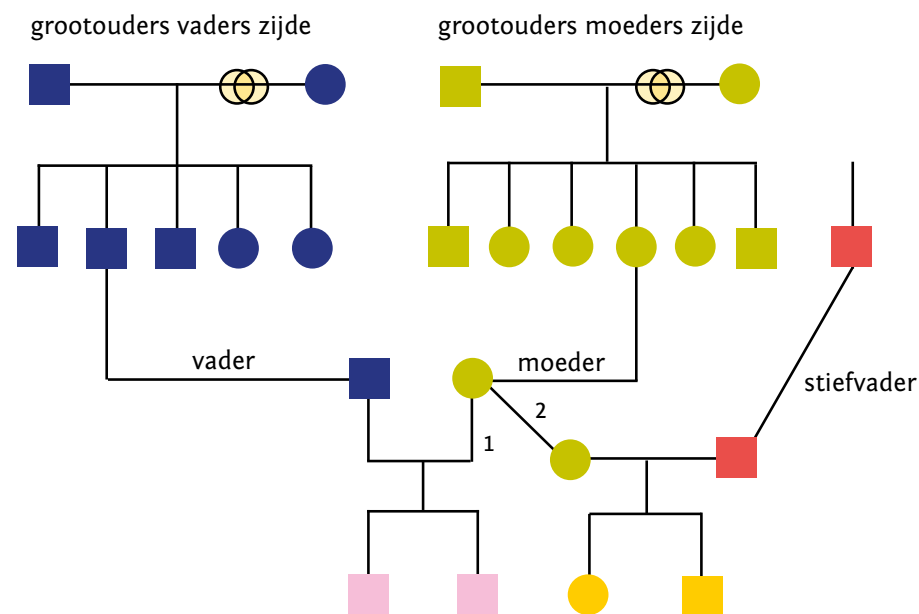 grootouders vaders zijde
grootouders moeders zijde
vader
moeder
stiefvader
2
1